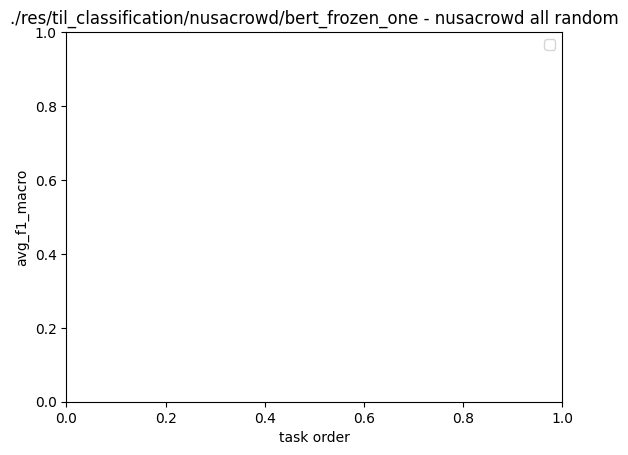 ./res/til_classification/nusacrowd/bert_frozen_one - nusacrowd all random
1.0
0.8
0.6
0.4
0.2
0.0
avg_f1_macro
0.0 0.2 0.4 0.6 0.8 1.0
task order